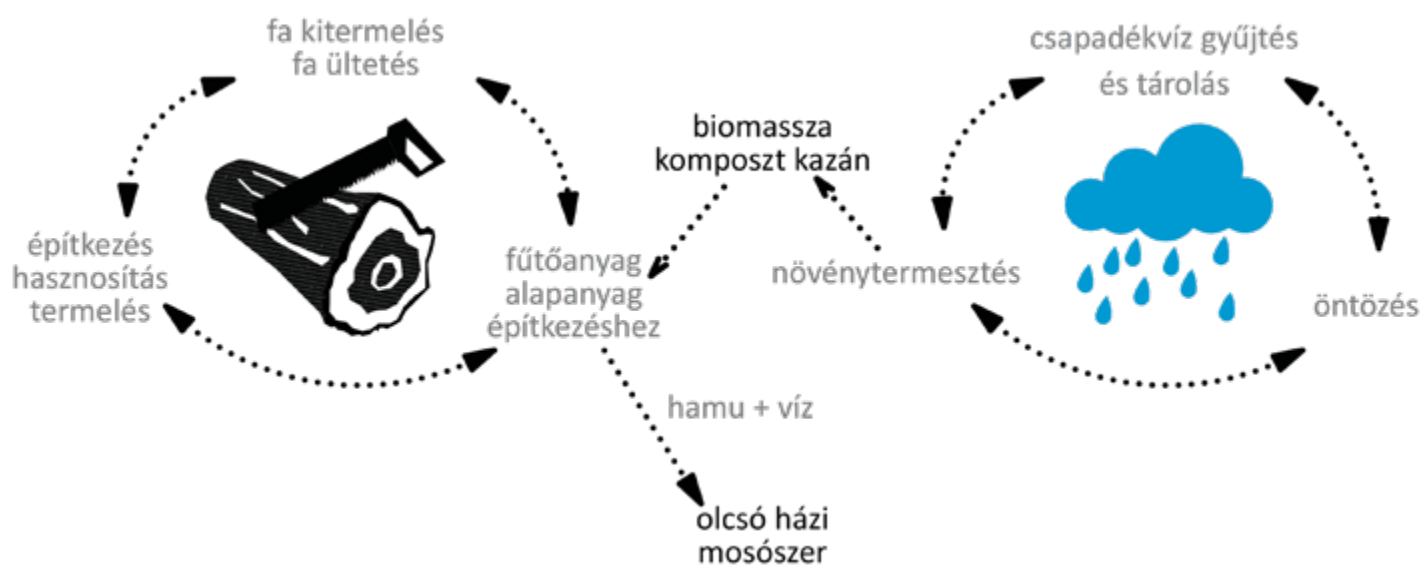 fa kitermelés
fa ültetés
építkezés
hasznosítás
termelés
fűtőanyag
alapanyag
építkezéshez
biomassza
komposzt kazán
hamu + víz
olcsó házi
mosószer
csapadékvíz gyűjtés
és tárolás
növénytermesztés
öntözés